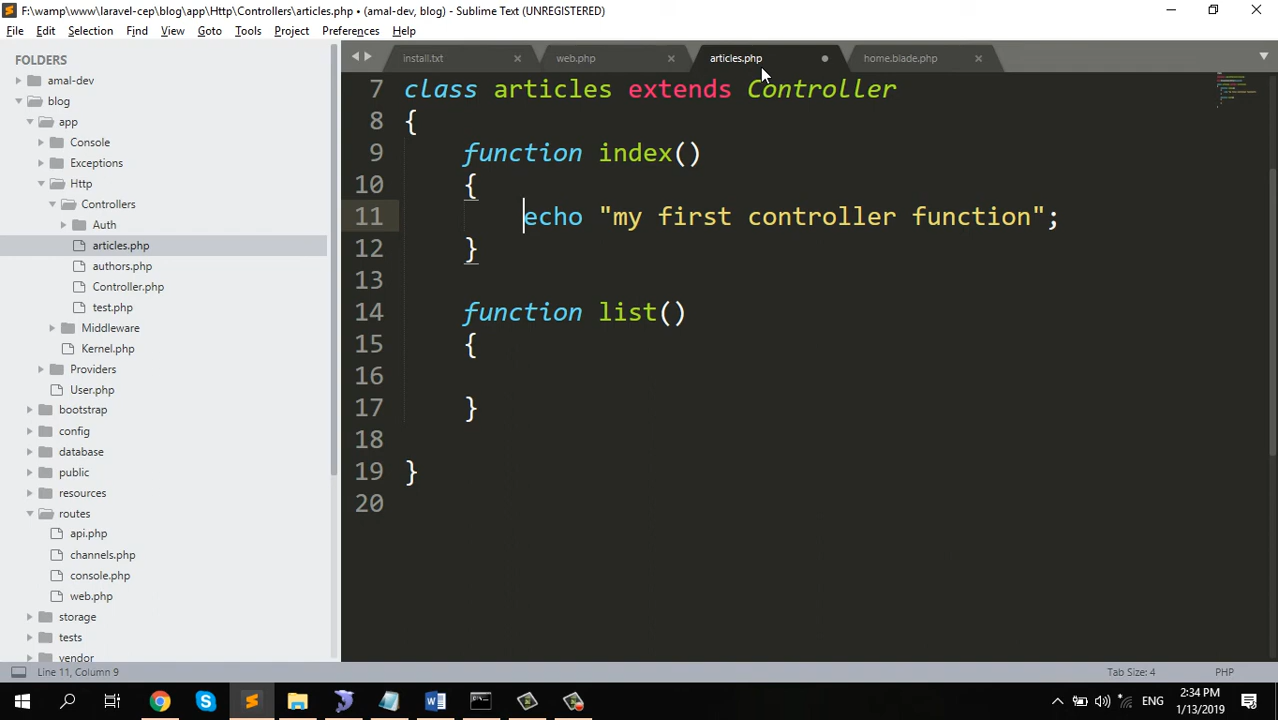 F:\wamp\www\laravel-cep\blog\app\Http\Controllers\articles.php • (amal-dev, blog) - Sublime Text (UNREGISTERED)
File Edit Selection Find View Goto Tools Project Preferences Help
FOLDERS
amal-dev
blog
app
Console
Exceptions
Http
Controllers
Auth
articles.php
authors.php
Controller.php
test.php
Middleware
Kernel.php
Providers
User.php
bootstrap
config
database
public
resources
routes
api.php
channels.php
console.php
web.php
storage
tests
vendor
install.txt web.php articles.php home.blade.php
7 class articles extends Controller
8 {
9 function index()
10 {
11 echo "my first controller function";
12 }
13
14 function list()
15 {
16
17 }
18
19 }
20
Line 11, Column 9 Tab Size: 4 PHP
ENG 2:34 PM
1/13/2019